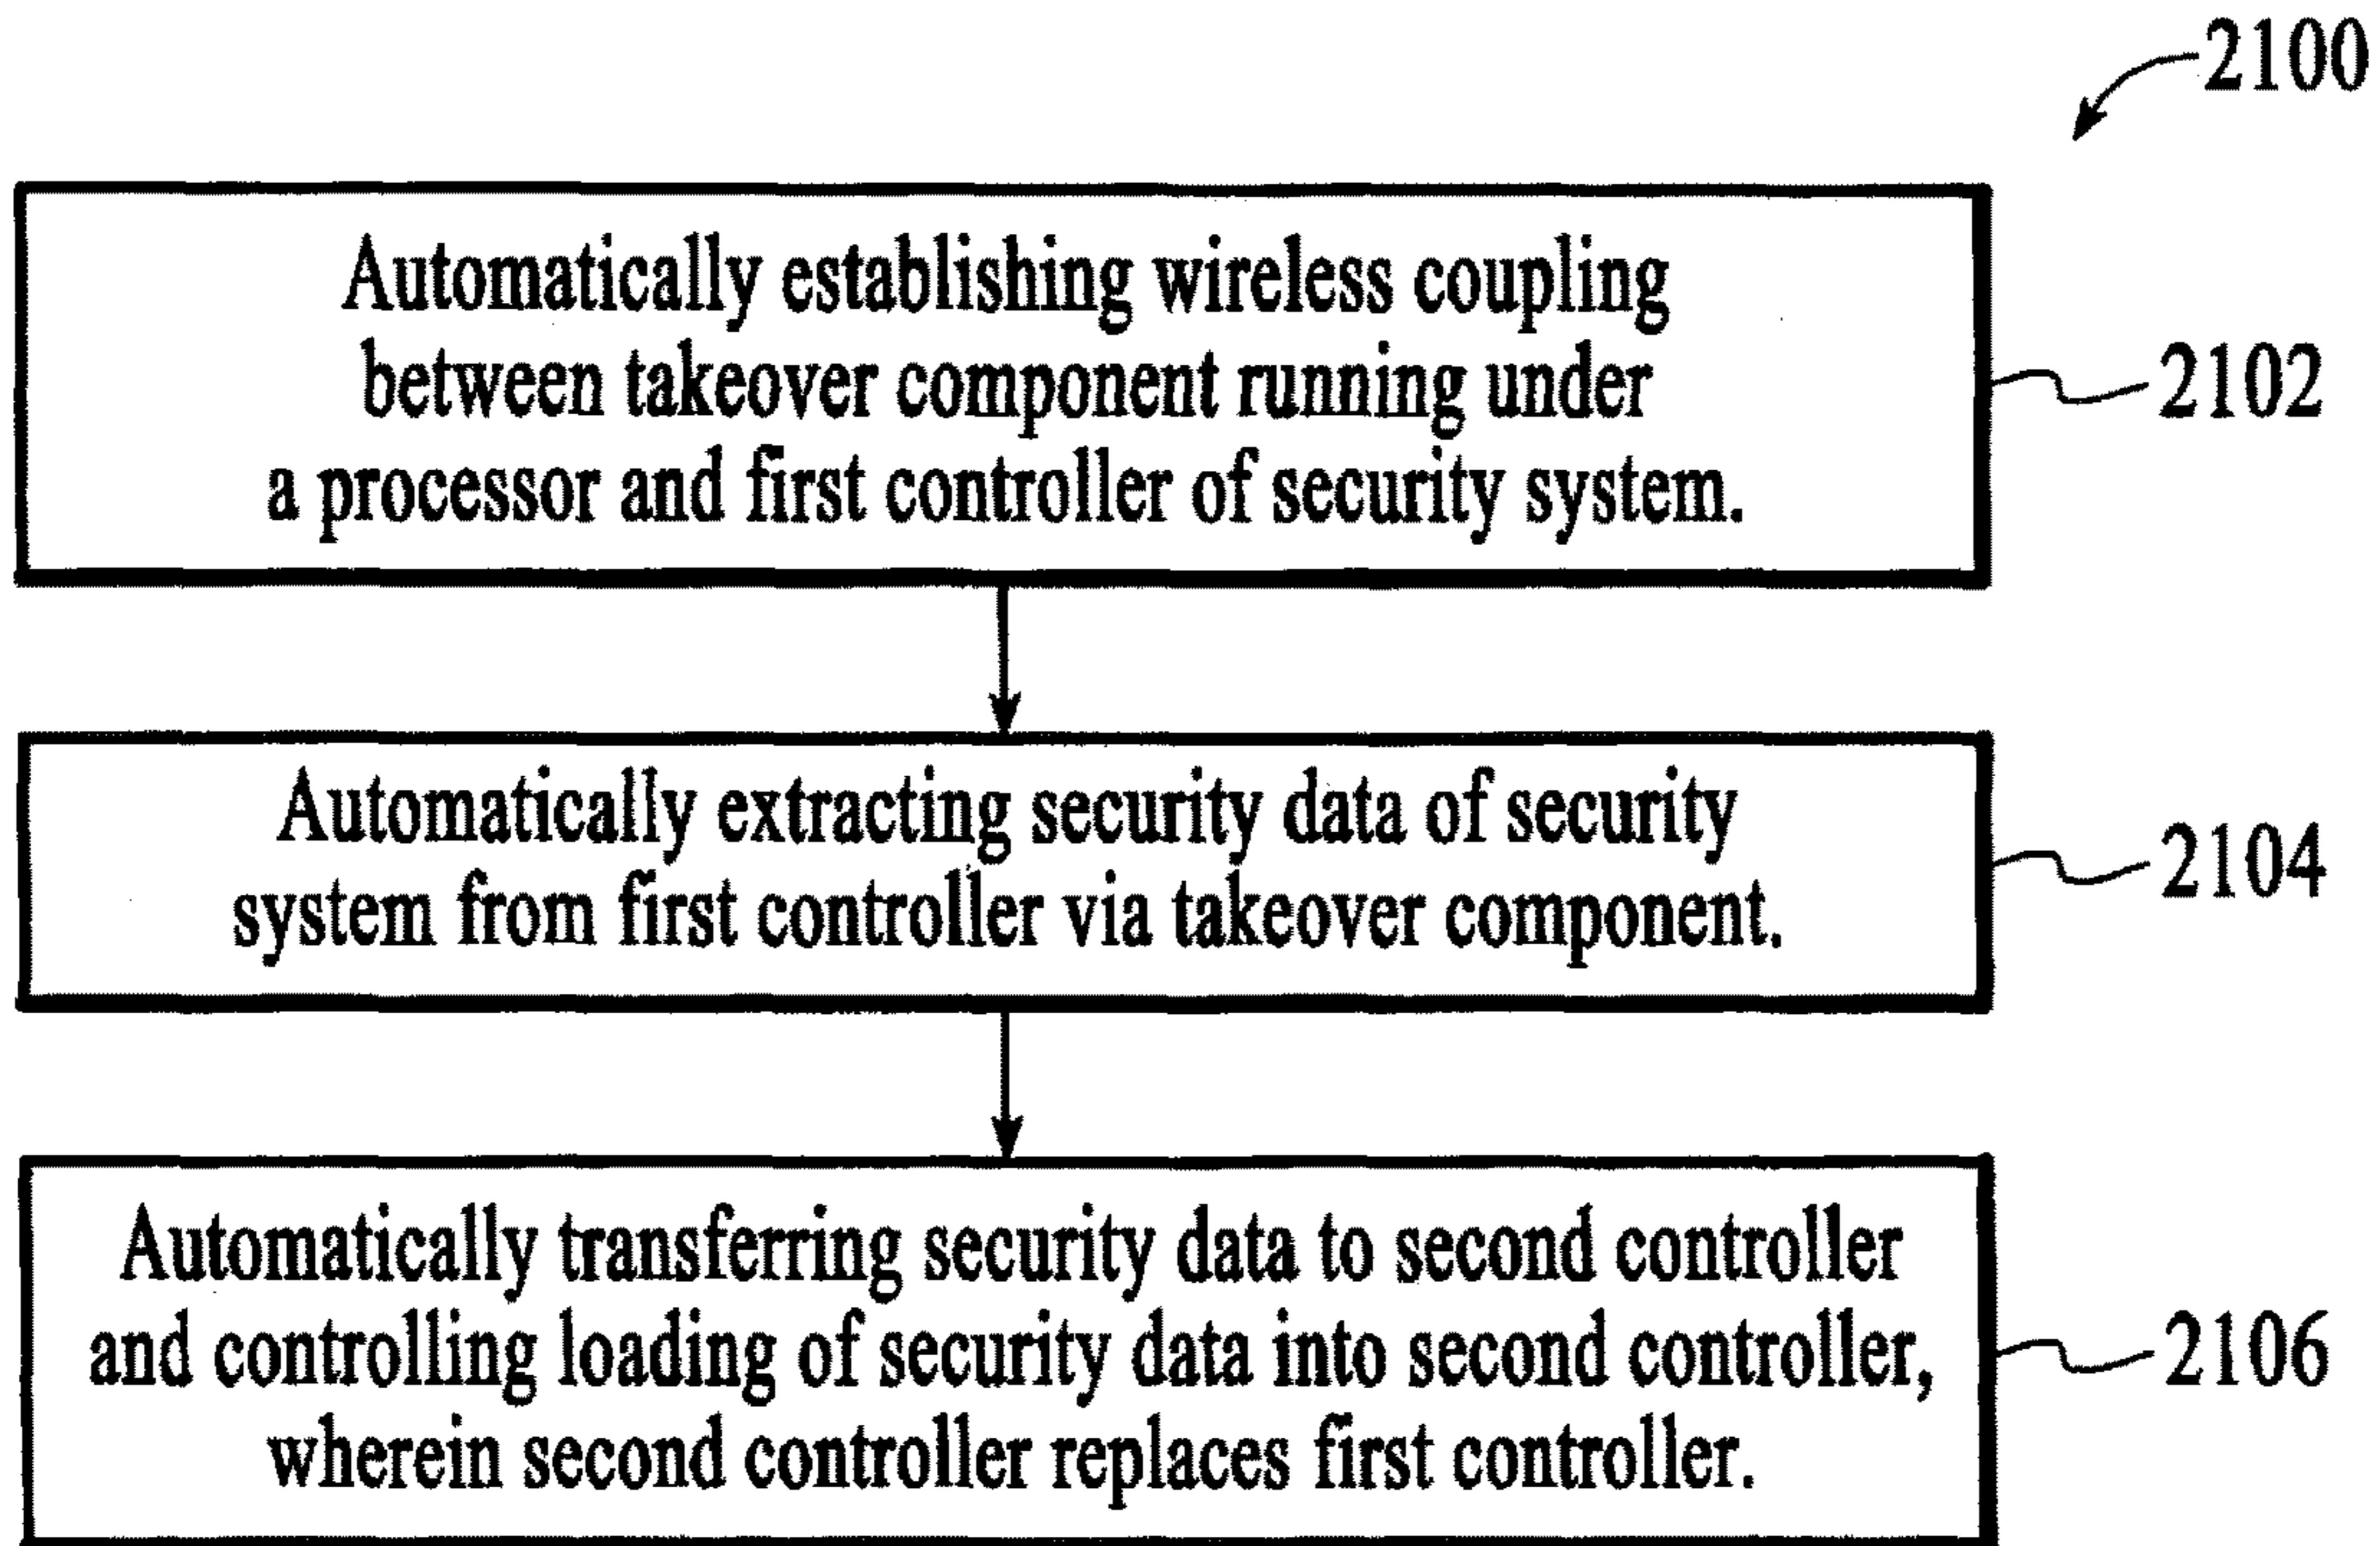 2100
Automatically establishing wireless coupling
between takeover component running under
a processor and first controller of security system.
2102
Automatically extracting security data of security
system from first controller via takeover component.
2104
Automatically transferring security data to second controller
and controlling loading of security data into second controller,
wherein second controller replaces first controller.
2106